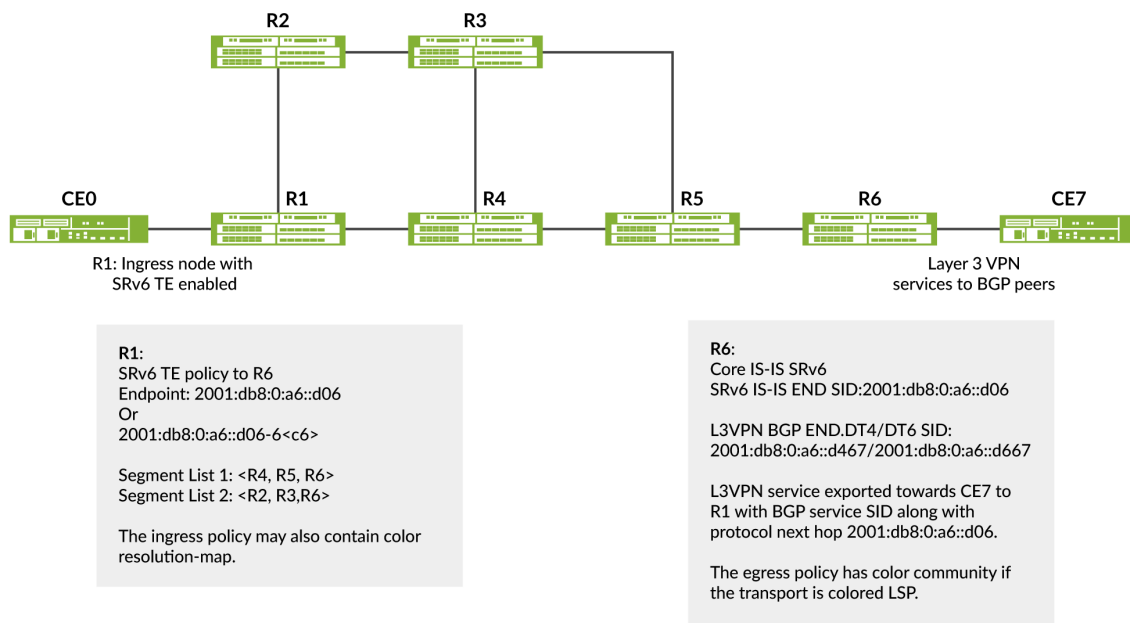 R2
R3
CE0
R1
R4
R5
R6
CE7
R1: Ingress node with
SRv6 TE enabled
Layer 3 VPN
services to BGP peers
R1:
SRv6 TE policy to R6
Endpoint: 2001:db8:0:a6::d06
Or
2001:db8:0:a6::d06-6<c6>
Segment List 1: <R4, R5, R6>
Segment List 2: <R2, R3,R6>
The ingress policy may also contain color
resolution-map.
R6:
Core IS-IS SRv6
SRv6 IS-IS END SID:2001:db8:0:a6::d06
L3VPN BGP END.DT4/DT6 SID:
2001:db8:0:a6::d467/2001:db8:0:a6::d667
L3VPN service exported towards CE7 to
R1 with BGP service SID along with
protocol next hop 2001:db8:0:a6::d06.
The egress policy has color community if
the transport is colored LSP.